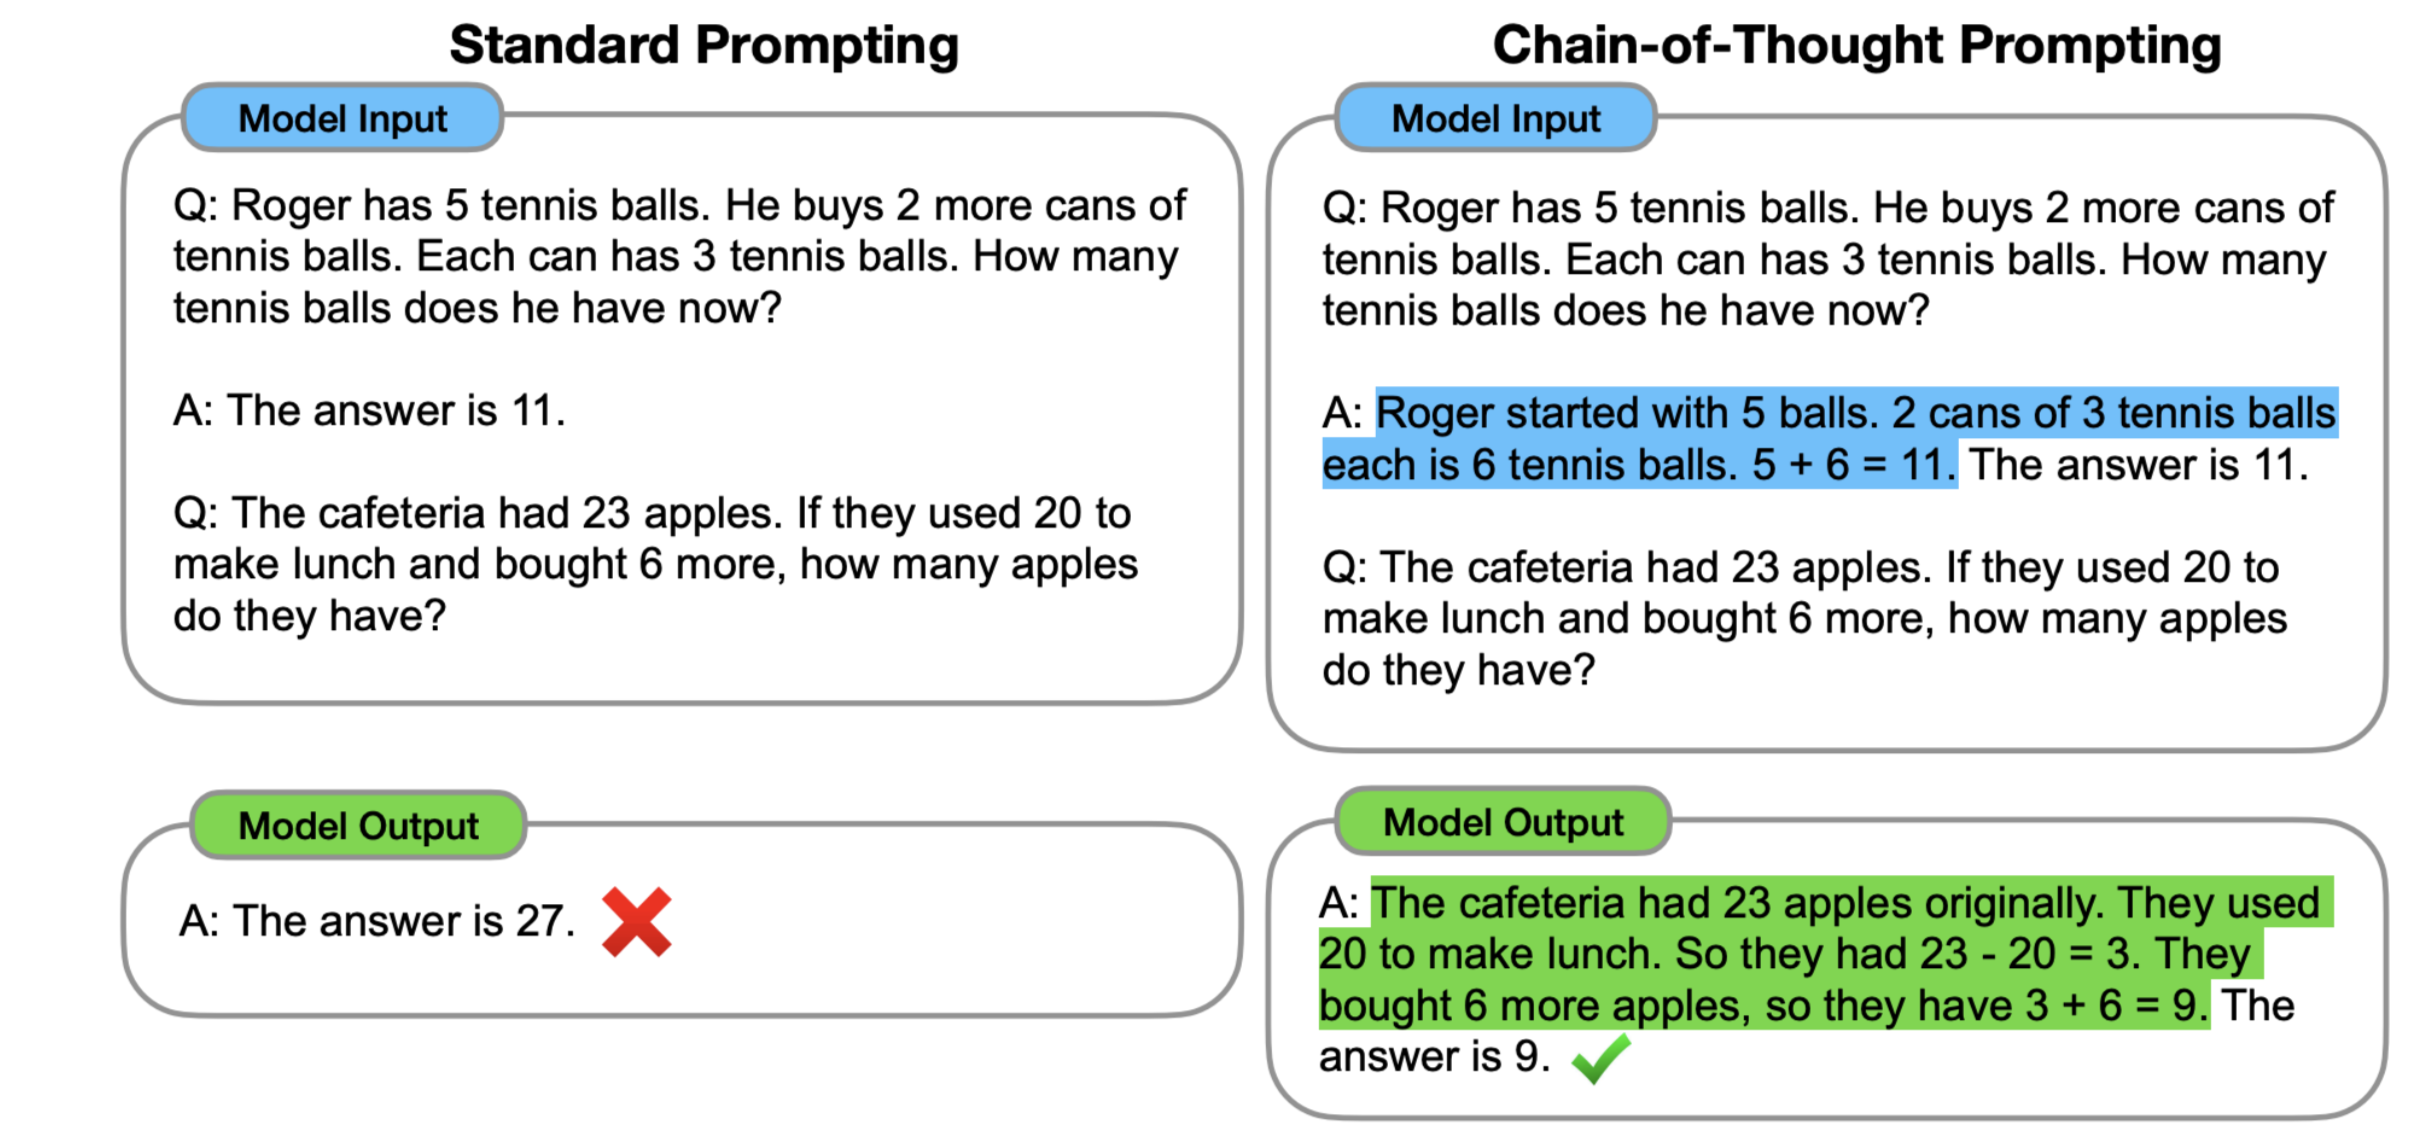 Standard Prompting
Model Input
Q: Roger has 5 tennis balls. He buys 2 more cans of
tennis balls. Each can has 3 tennis balls. How many
tennis balls does he have now?
A: The answer is 11.
Q: The cafeteria had 23 apples. If they used 20 to
make lunch and bought 6 more, how many apples
do they have?
Model Output
A: The answer is 27.
Chain-of-Thought Prompting
Model Input
Q: Roger has 5 tennis balls. He buys 2 more cans of
tennis balls. Each can has 3 tennis balls. How many
tennis balls does he have now?
A: Roger started with 5 balls. 2 cans of 3 tennis balls
each is 6 tennis balls. 5 + 6 = 11. The answer is 11.
Q: The cafeteria had 23 apples. If they used 20 to
make lunch and bought 6 more, how many apples
do they have?
Model Output
A: The cafeteria had 23 apples originally. They used
20 to make lunch. So they had 23 - 20 = 3. They
bought 6 more apples, so they have 3 + 6 = 9. The
answer is 9.